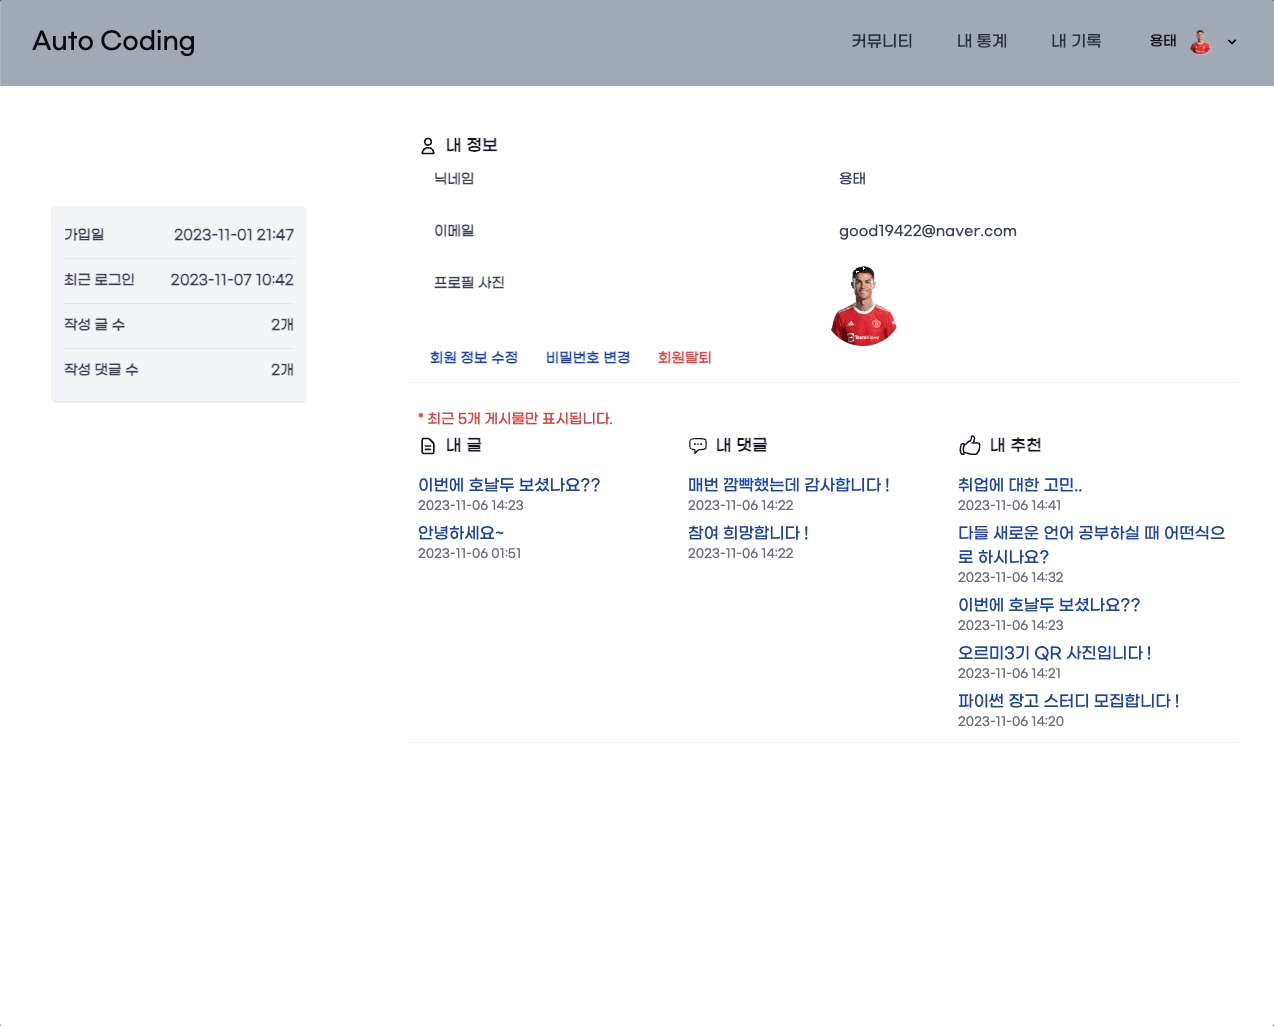 Auto Coding
커뮤니티
내 통계
내 기록
용태
가입일 2023-11-01 21:47
최근 로그인 2023-11-07 10:42
작성 글 수 2개
작성 댓글 수 2개
내 정보
닉네임 용태
이메일 good19422@naver.com
프로필 사진
회원 정보 수정 비밀번호 변경 회원탈퇴
* 최근 5개 게시물만 표시됩니다.
내 글
이번에 호날두 보셨나요??
2023-11-06 14:23
안녕하세요~
2023-11-06 01:51
내 댓글
매번 깜빡했는데 감사합니다 !
2023-11-06 14:22
참여 희망합니다 !
2023-11-06 14:22
내 추천
취업에 대한 고민..
2023-11-06 14:41
다들 새로운 언어 공부하실 때 어떤식으
로 하시나요?
2023-11-06 14:32
이번에 호날두 보셨나요??
2023-11-06 14:23
오르미3기 QR 사진입니다 !
2023-11-06 14:21
파이썬 장고 스터디 모집합니다 !
2023-11-06 14:20